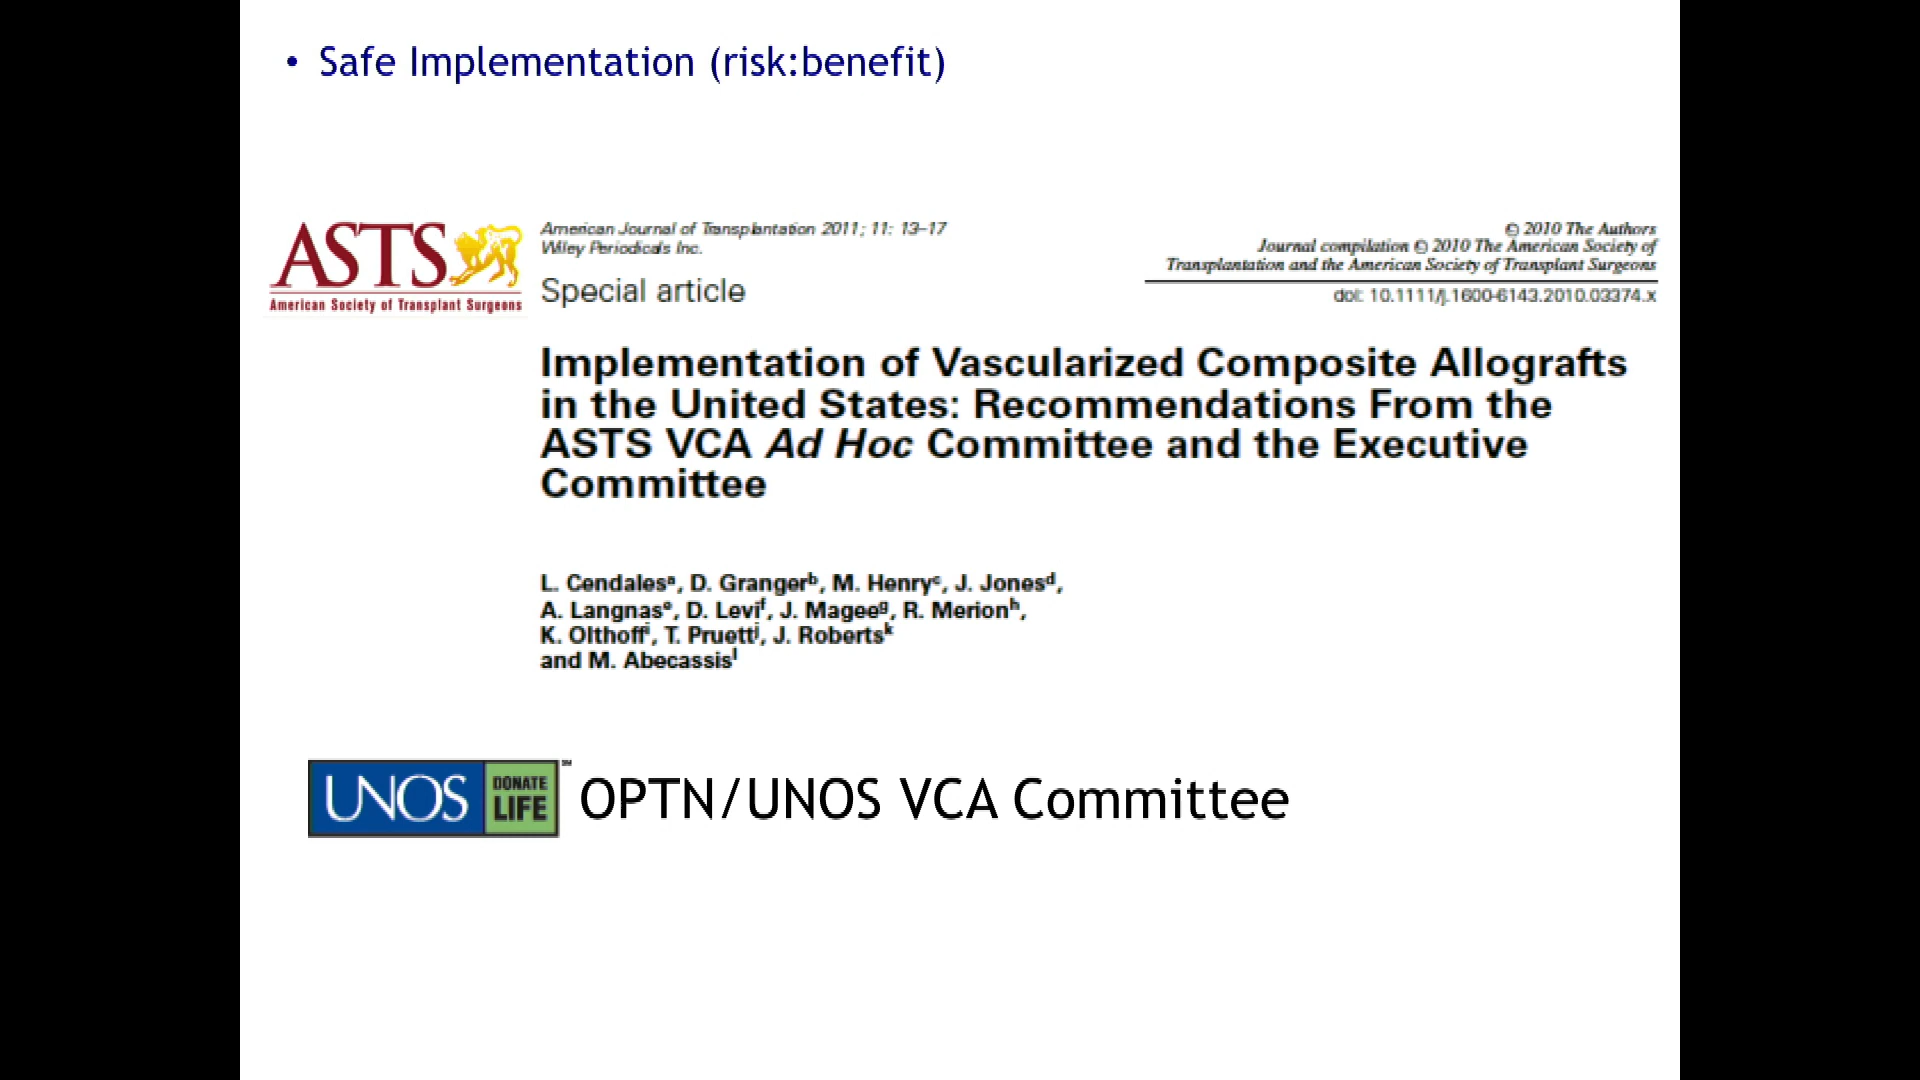 • Safe Implementation (risk:benefit)
ASTS
American Society of Transplant Surgeons
American Journal of Transplantation 2011; 11: 13–17
Wiley Periodicals Inc.
Special article
© 2010 The Authors
Journal compilation © 2010 The American Society of
Transplantation and the American Society of Transplant Surgeons
doi: 10.1111/j.1600-6143.2010.03374.x
Implementation of Vascularized Composite Allografts
in the United States: Recommendations From the
ASTS VCA Ad Hoc Committee and the Executive
Committee
L. Cendalesᵃ, D. Grangerᵇ, M. Henryᶜ, J. Jonesᵈ,
A. Langnasᵉ, D. Leviᶠ, J. Mageeᵍ, R. Merionʰ,
K. Olthoffⁱ, T. Pruettʲ, J. Robertsᵏ
and M. Abecassisˡ
UNOS
DONATE
LIFE
℠
OPTN/UNOS VCA Committee